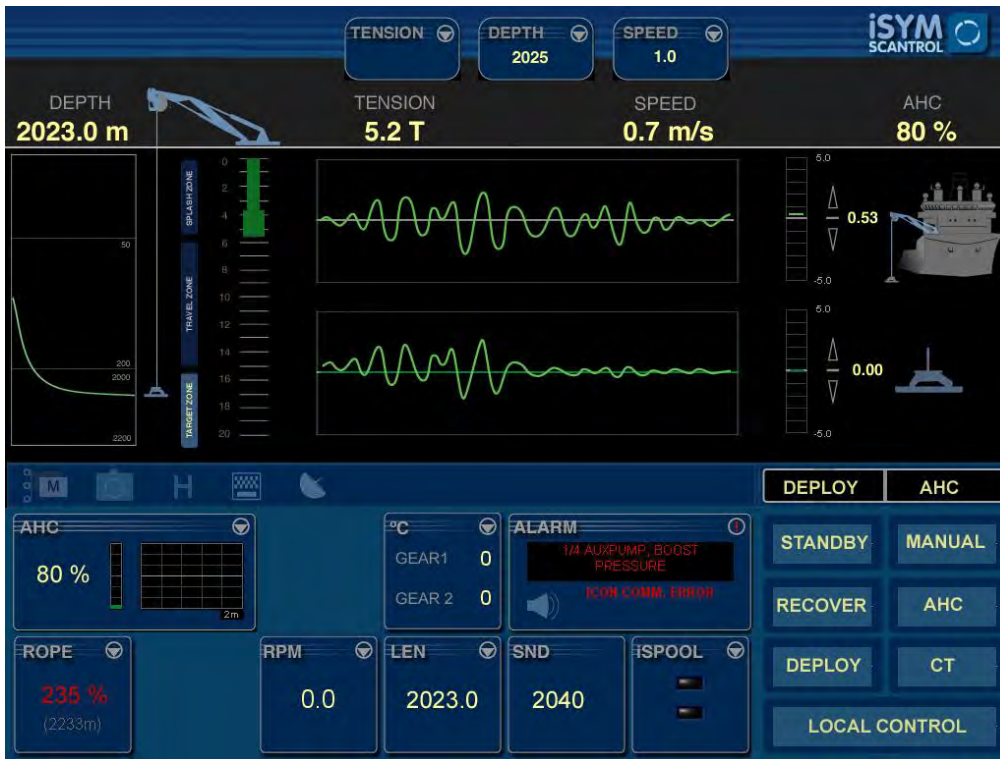 TENSION
DEPTH
2025
SPEED
1.0
iSYM
SCANTROL
DEPTH
2023.0 m
TENSION
5.2 T
SPEED
0.7 m/s
AHC
80 %
50
200
2000
2200
SPLASH ZONE
TRAVEL ZONE
TARGET ZONE
0
2
4
6
8
10
12
14
16
18
20
5.0
0.53
-5.0
5.0
0.00
-5.0
M
H
DEPLOY
AHC
AHC
80 %
2m
ºC
GEAR1 0
GEAR 2 0
ALARM
1/4 AUXPUMP, BOOST
PRESSURE
ICON COMM. ERROR
STANDBY
MANUAL
RECOVER
AHC
DEPLOY
CT
LOCAL CONTROL
ROPE
235 %
(2233m)
RPM
0.0
LEN
2023.0
SND
2040
iSPOOL